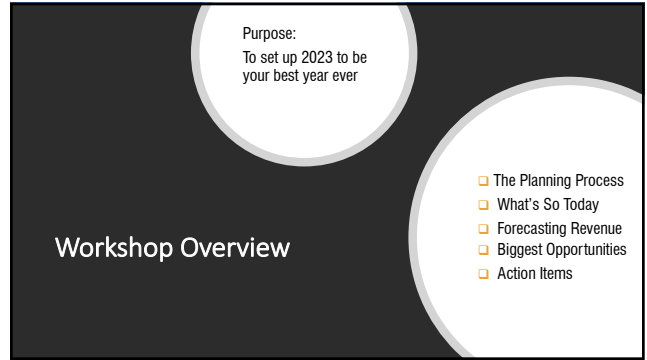 Purpose:
To set up 2023 to be
your best year ever
Workshop Overview
❑ The Planning Process
❑ What's So Today
❑ Forecasting Revenue
❑ Biggest Opportunities
❑ Action Items